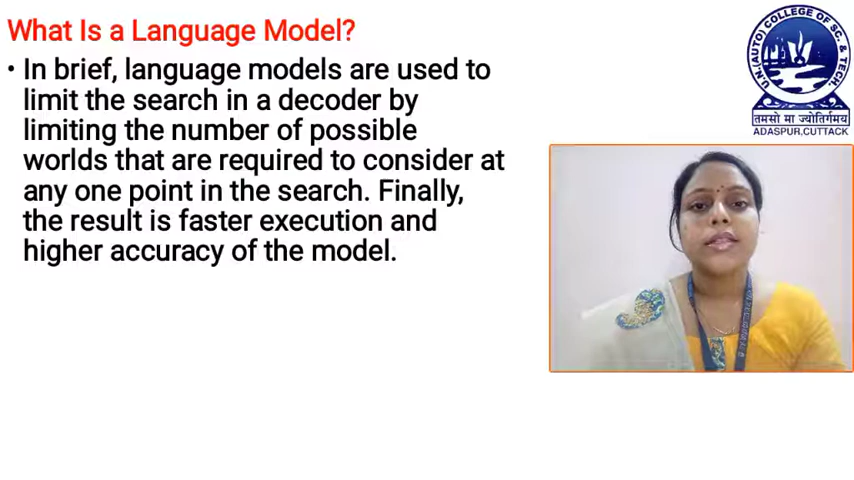 What Is a Language Model?
• In brief, language models are used to
limit the search in a decoder by
limiting the number of possible
worlds that are required to consider at
any one point in the search. Finally,
the result is faster execution and
higher accuracy of the model.
U.N.(AUTO) COLLEGE OF SC. & TECH.
तमसो मा ज्योतिर्गमय
ADASPUR,CUTTACK